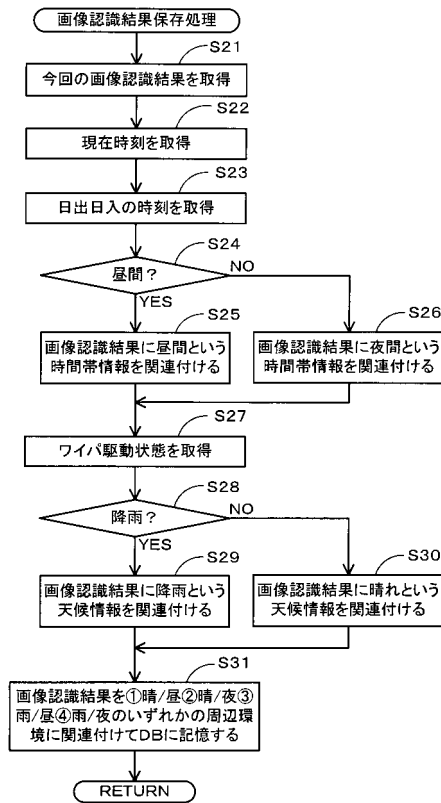 画像認識結果保存処理
S21
今回の画像認識結果を取得
S22
現在時刻を取得
S23
日出日入の時刻を取得
S24
昼間？
NO
YES
S25
画像認識結果に昼間という
時間帯情報を関連付ける
S26
画像認識結果に夜間という
時間帯情報を関連付ける
S27
ワイパ駆動状態を取得
S28
降雨？
NO
YES
S29
画像認識結果に降雨という
天候情報を関連付ける
S30
画像認識結果に晴れという
天候情報を関連付ける
S31
画像認識結果を①晴/昼②晴/夜③
雨/昼④雨/夜のいずれかの周辺環
境に関連付けてDBに記憶する
RETURN